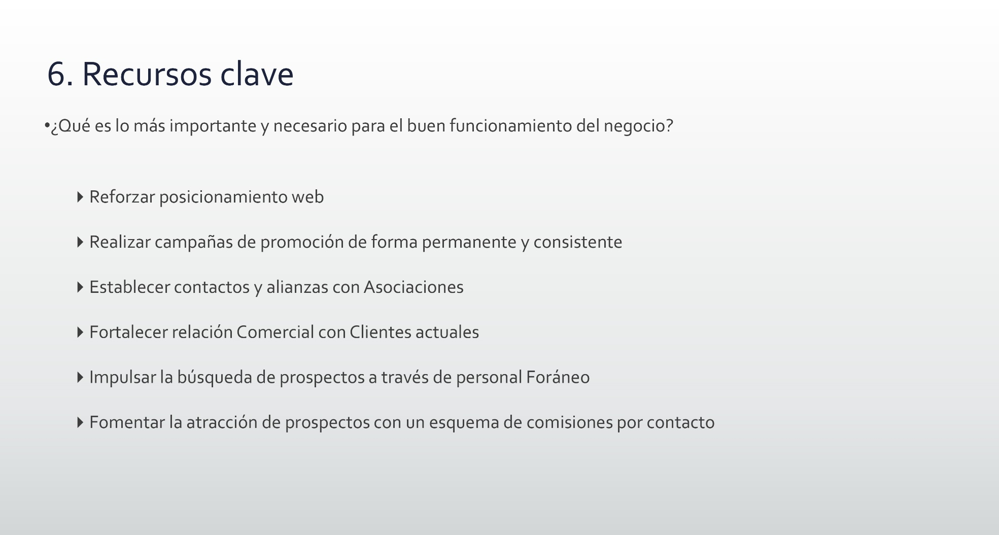 6. Recursos clave
•¿Qué es lo más importante y necesario para el buen funcionamiento del negocio?
Reforzar posicionamiento web
Realizar campañas de promoción de forma permanente y consistente
Establecer contactos y alianzas con Asociaciones
Fortalecer relación Comercial con Clientes actuales
Impulsar la búsqueda de prospectos a través de personal Foráneo
Fomentar la atracción de prospectos con un esquema de comisiones por contacto